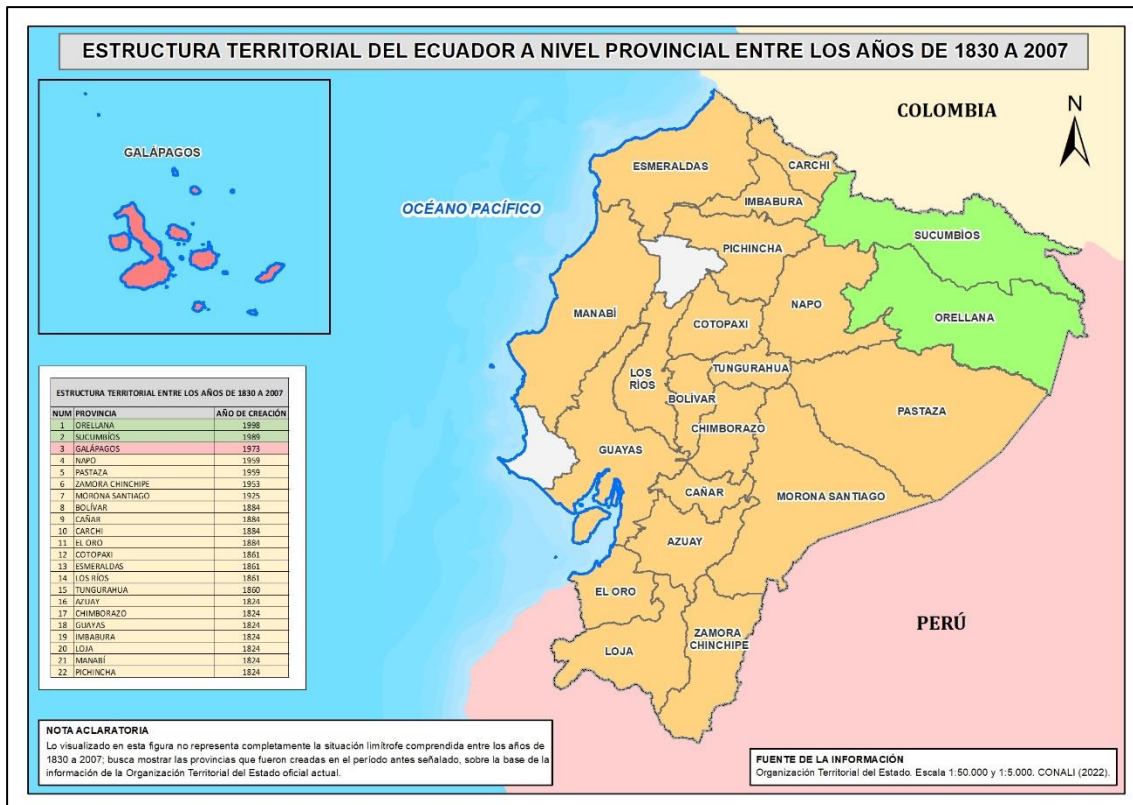 ESTRUCTURA TERRITORIAL DEL ECUADOR A NIVEL PROVINCIAL ENTRE LOS AÑOS DE 1830 A 2007
GALÁPAGOS
OCÉANO PACÍFICO
COLOMBIA
N
ESMERALDAS
CARCHI
IMBABURA
SUCUMBÍOS
PICHINCHA
MANABÍ
NAPO
ORELLANA
COTOPAXI
TUNGURAHUA
LOS
RÍOS
BOLÍVAR
PASTAZA
CHIMBORAZO
GUAYAS
CAÑAR
MORONA SANTIAGO
AZUAY
EL ORO
PERÚ
ZAMORA
CHINCHIPE
LOJA
ESTRUCTURA TERRITORIAL ENTRE LOS AÑOS DE 1830 A 2007
NUM PROVINCIA AÑO DE CREACIÓN
1 ORELLANA 1998
2 SUCUMBÍOS 1989
3 GALÁPAGOS 1973
4 NAPO 1959
5 PASTAZA 1959
6 ZAMORA CHINCHIPE 1953
7 MORONA SANTIAGO 1925
8 BOLÍVAR 1884
9 CAÑAR 1884
10 CARCHI 1884
11 EL ORO 1884
12 COTOPAXI 1861
13 ESMERALDAS 1861
14 LOS RÍOS 1861
15 TUNGURAHUA 1860
16 AZUAY 1824
17 CHIMBORAZO 1824
18 GUAYAS 1824
19 IMBABURA 1824
20 LOJA 1824
21 MANABÍ 1824
22 PICHINCHA 1824
NOTA ACLARATORIA
Lo visualizado en esta figura no representa completamente la situación limítrofe comprendida entre los años de
1830 a 2007; busca mostrar las provincias que fueron creadas en el período antes señalado, sobre la base de la
información de la Organización Territorial del Estado oficial actual.
FUENTE DE LA INFORMACIÓN
Organización Territorial del Estado. Escala 1:50.000 y 1:5.000. CONALI (2022).